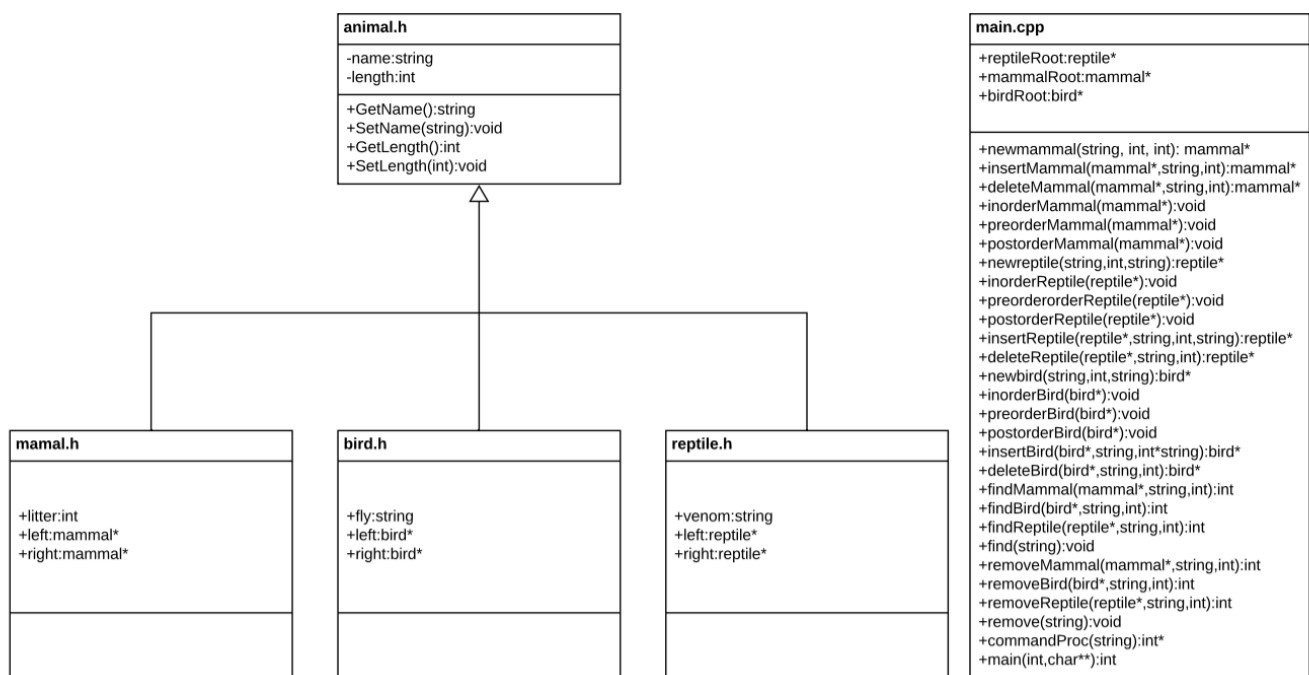 animal.h
-name:string
-length:int
+GetName():string
+SetName(string):void
+GetLength():int
+SetLength(int):void
mamal.h
+litter:int
+left:mammal*
+right:mammal*
bird.h
+fly:string
+left:bird*
+right:bird*
reptile.h
+venom:string
+left:reptile*
+right:reptile*
main.cpp
+reptileRoot:reptile*
+mammalRoot:mammal*
+birdRoot:bird*
+newmammal(string, int, int): mammal*
+insertMammal(mammal*,string,int):mammal*
+deleteMammal(mammal*,string,int):mammal*
+inorderMammal(mammal*):void
+preorderMammal(mammal*):void
+postorderMammal(mammal*):void
+newreptile(string,int,string):reptile*
+inorderReptile(reptile*):void
+preorderorderReptile(reptile*):void
+postorderReptile(reptile*):void
+insertReptile(reptile*,string,int,string):reptile*
+deleteReptile(reptile*,string,int):reptile*
+newbird(string,int,string):bird*
+inorderBird(bird*):void
+preorderBird(bird*):void
+postorderBird(bird*):void
+insertBird(bird*,string,int*string):bird*
+deleteBird(bird*,string,int):bird*
+findMammal(mammal*,string,int):int
+findBird(bird*,string,int):int
+findReptile(reptile*,string,int):int
+find(string):void
+removeMammal(mammal*,string,int):int
+removeBird(bird*,string,int):int
+removeReptile(reptile*,string,int):int
+remove(string):void
+commandProc(string):int*
+main(int,char**):int